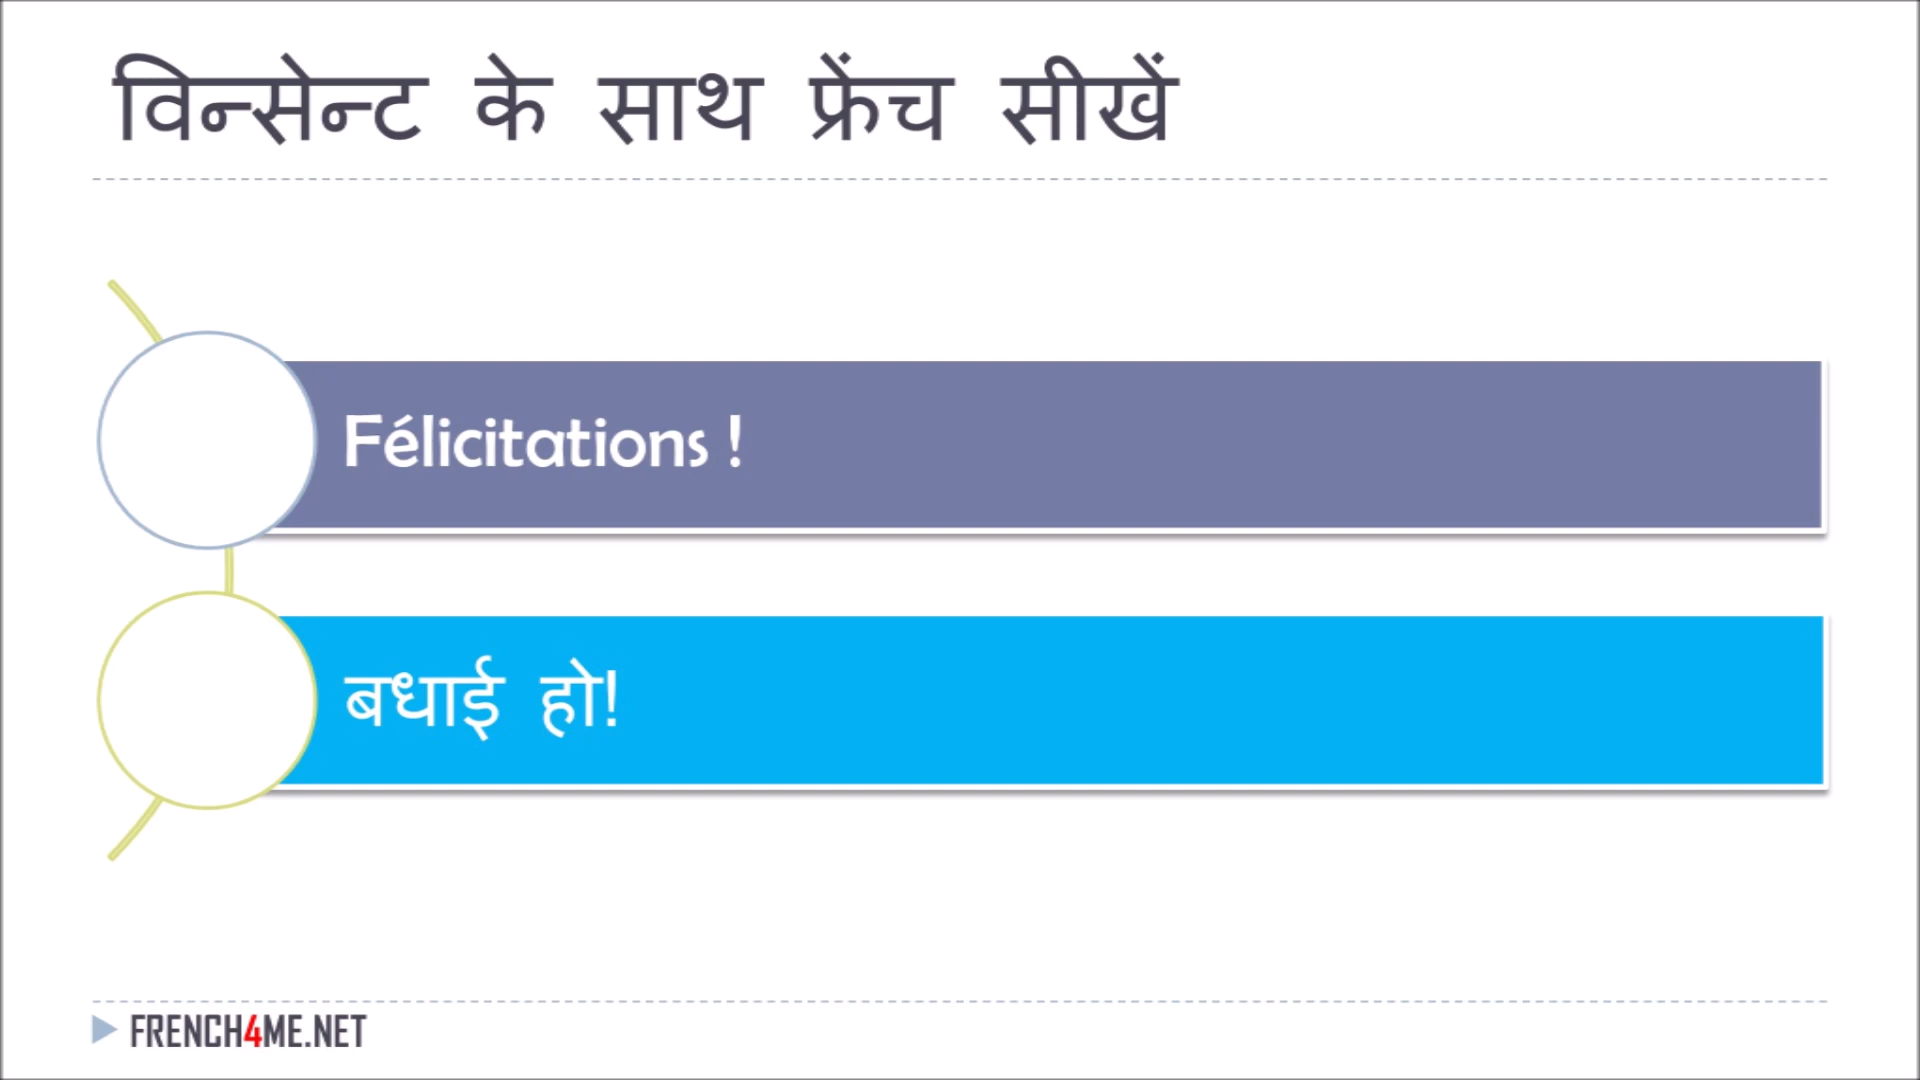 विन्सेन्ट के साथ फ्रेंच सीखें
Félicitations !
बधाई हो!
FRENCH4ME.NET